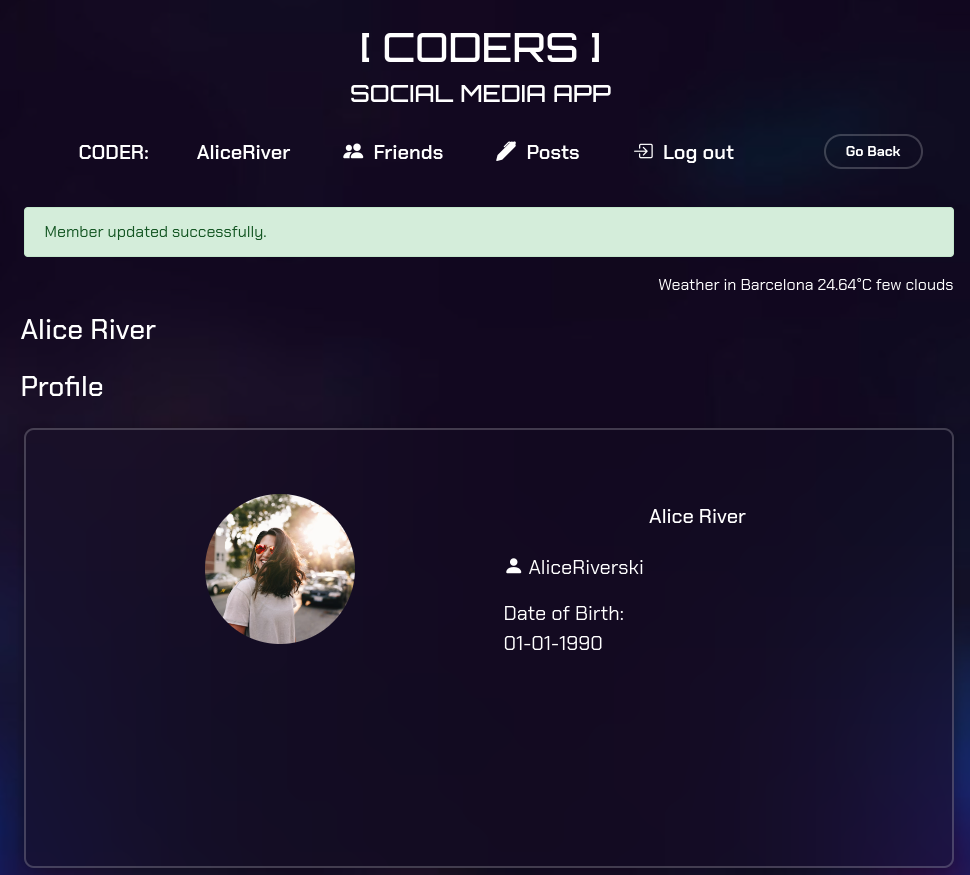 [ CODERS ]
SOCIAL MEDIA APP
CODER: AliceRiver Friends Posts Log out Go Back
Member updated successfully.
Weather in Barcelona 24.64°C few clouds
Alice River
Profile
Alice River
AliceRiverski
Date of Birth:
01-01-1990